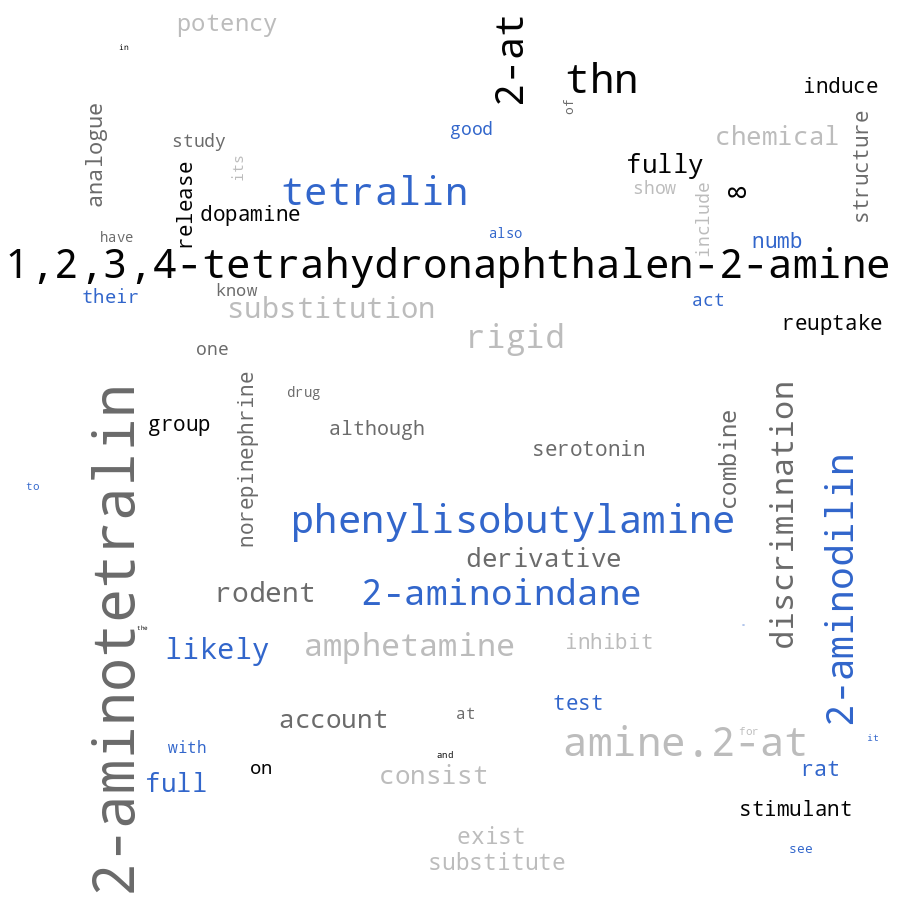 potency
2-at
in
thn
induce
of
analogue
good
structure
study
chemical
its
fully
release
tetralin
show
include
8
dopamine
have
also
numb
1,2,3,4-tetrahydronaphthalen-2-amine
their
know
act
substitution
reuptake
rigid
one
2-aminotetralin
norepinephrine
drug
discrimination
group
although
combine
serotonin
2-aminodilin
to
phenylisobutylamine
derivative
rodent
2-aminoindane
the
likely
amphetamine
inhibit
test
account
at
for
amine.2-at
it
with
and
full
on
consist
rat
stimulant
exist
see
substitute